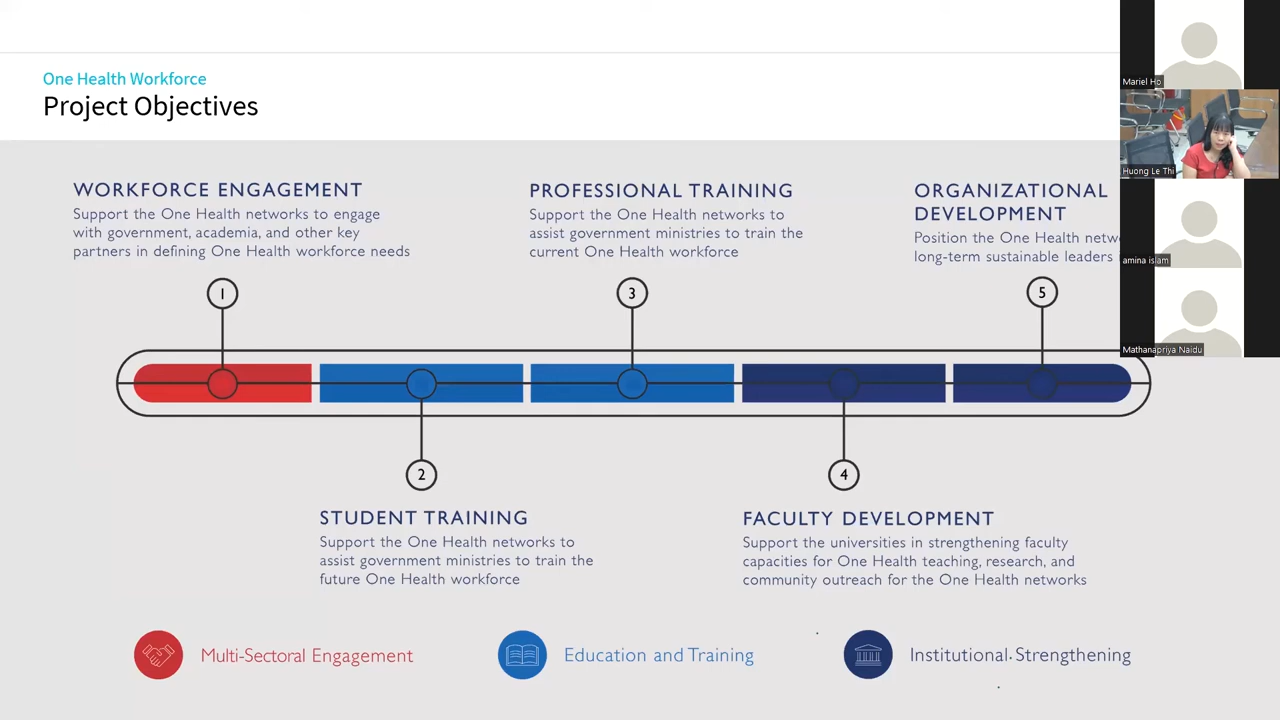 One Health Workforce
Project Objectives
WORKFORCE ENGAGEMENT
Support the One Health networks to engage
with government, academia, and other key
partners in defining One Health workforce needs
1
PROFESSIONAL TRAINING
Support the One Health networks to
assist government ministries to train the
current One Health workforce
3
ORGANIZATIONAL
DEVELOPMENT
Position the One Health
long-term sustainable leaders
5
2
STUDENT TRAINING
Support the One Health networks to
assist government ministries to train the
future One Health workforce
4
FACULTY DEVELOPMENT
Support the universities in strengthening faculty
capacities for One Health teaching, research, and
community outreach for the One Health networks
Multi-Sectoral Engagement
Education and Training
Institutional Strengthening
Mariel Ho
Huong Le Thi
amina islam
Mathanapriya Naidu